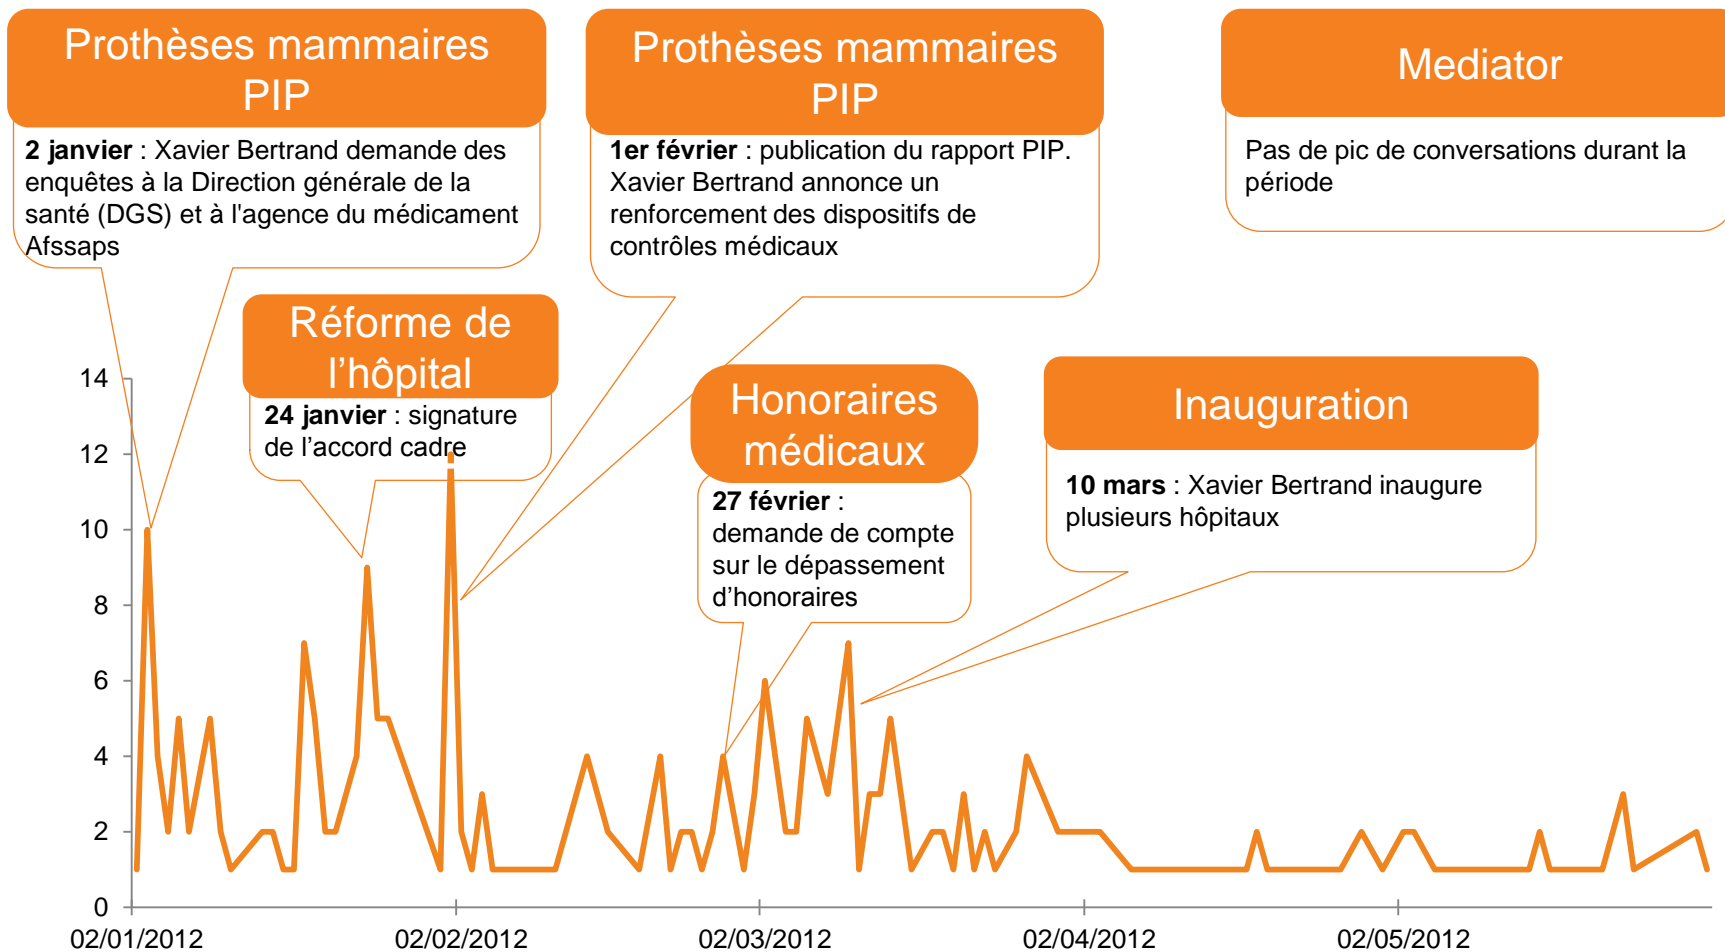 Prothèses mammaires
PIP
2 janvier : Xavier Bertrand demande des
enquêtes à la Direction générale de la
santé (DGS) et à l'agence du médicament
Afssaps
Prothèses mammaires
PIP
1er février : publication du rapport PIP.
Xavier Bertrand annonce un
renforcement des dispositifs de
contrôles médicaux
Mediator
Pas de pic de conversations durant la
période
Réforme de
l’hôpital
24 janvier : signature
de l’accord cadre
Honoraires
médicaux
27 février :
demande de compte
sur le dépassement
d’honoraires
Inauguration
10 mars : Xavier Bertrand inaugure
plusieurs hôpitaux
14
12
10
8
6
4
2
0
02/01/2012
02/02/2012
02/03/2012
02/04/2012
02/05/2012